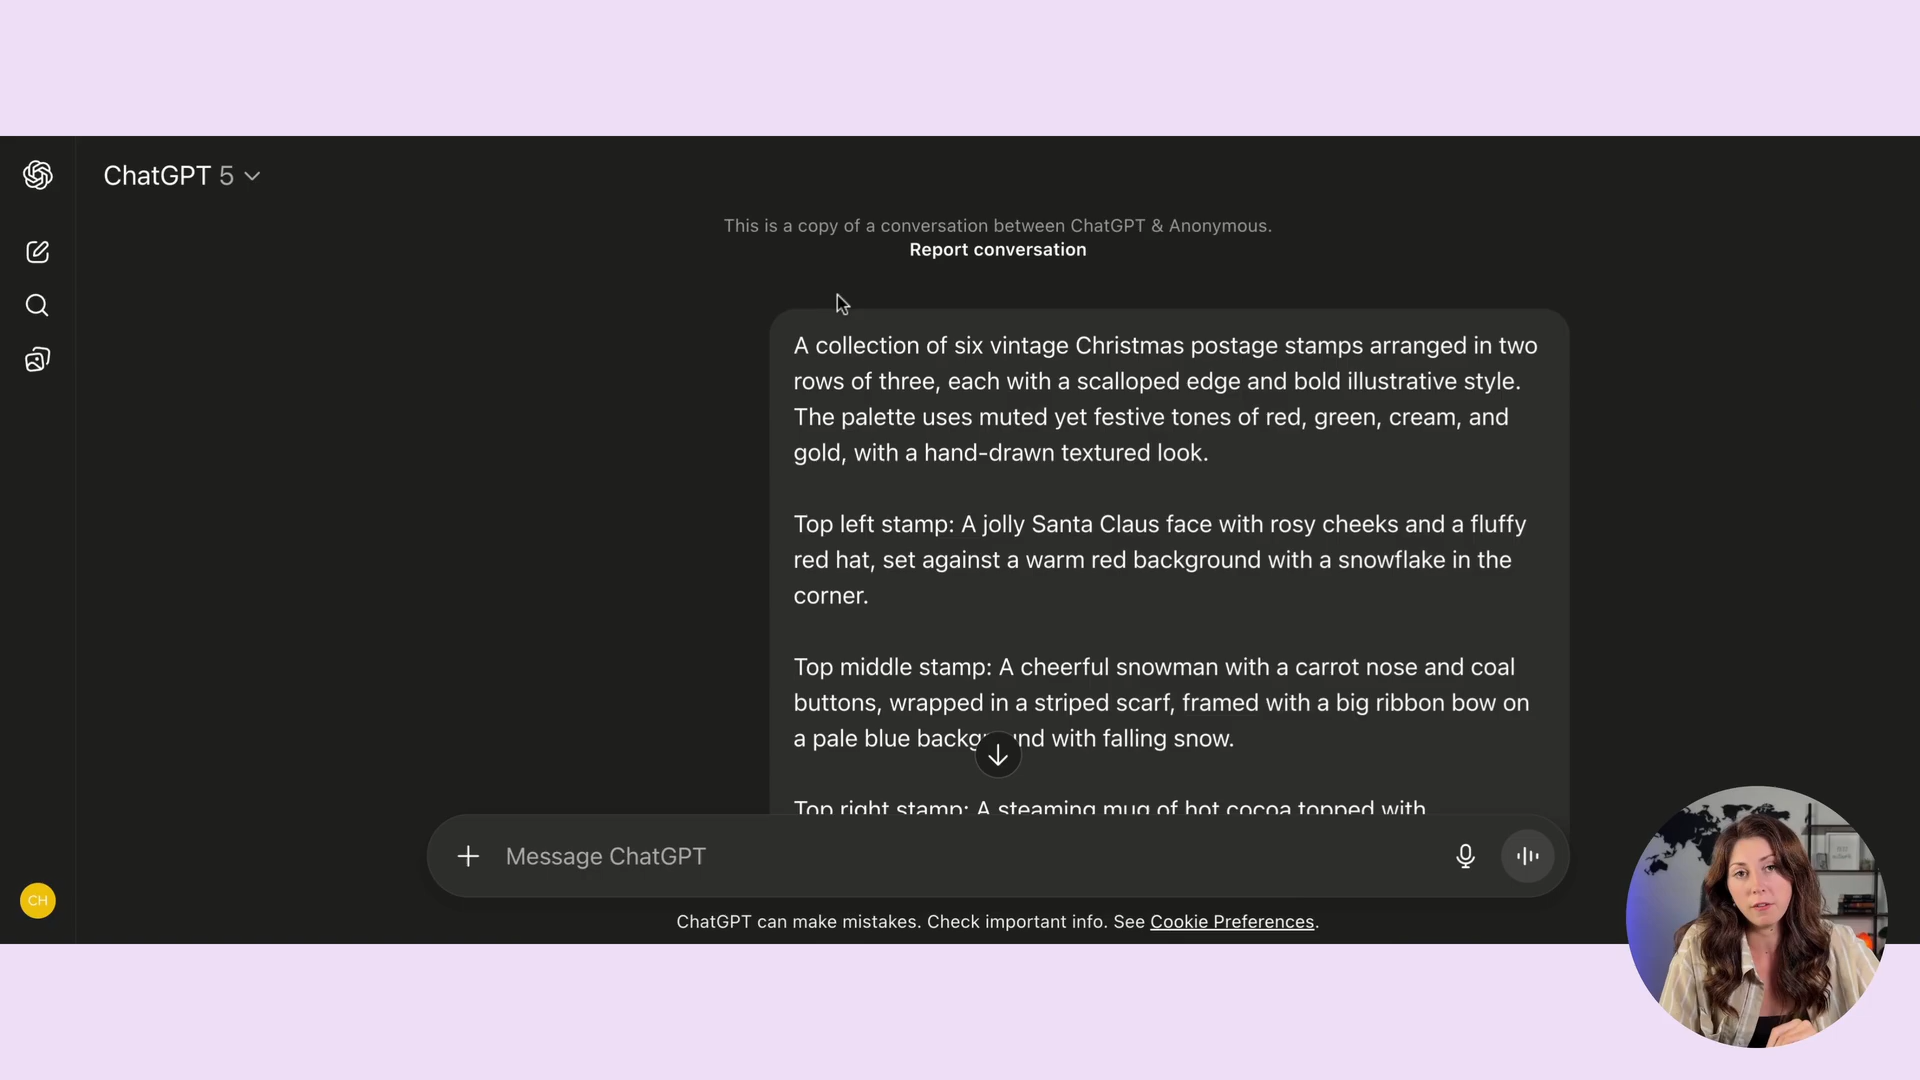 ChatGPT 5
This is a copy of a conversation between ChatGPT & Anonymous.
Report conversation
A collection of six vintage Christmas postage stamps arranged in two
rows of three, each with a scalloped edge and bold illustrative style.
The palette uses muted yet festive tones of red, green, cream, and
gold, with a hand-drawn textured look.
Top left stamp: A jolly Santa Claus face with rosy cheeks and a fluffy
red hat, set against a warm red background with a snowflake in the
corner.
Top middle stamp: A cheerful snowman with a carrot nose and coal
buttons, wrapped in a striped scarf, framed with a big ribbon bow on
a pale blue background with falling snow.
Top right stamp: A steaming mug of hot cocoa topped with
Message ChatGPT
CH
ChatGPT can make mistakes. Check important info. See Cookie Preferences.